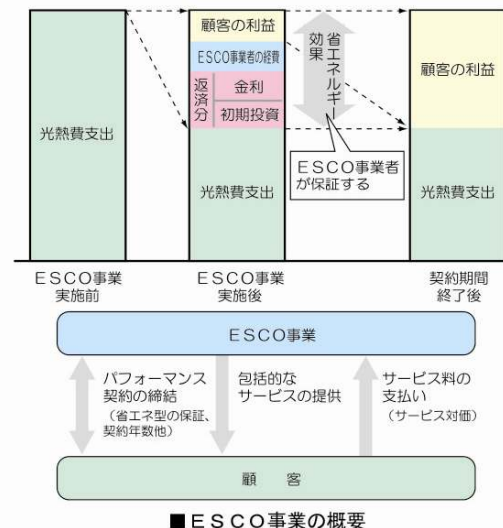 光熱費支出
顧客の利益
ESCO事業者の経費
返済分
金利
初期投資
光熱費支出
省エネルギー
効果
ESCO事業者
が保証する
顧客の利益
光熱費支出
ESCO事業
実施前
ESCO事業
実施後
契約期間
終了後
ESCO事業
パフォーマンス
契約の締結
(省エネ型の保証、
契約年数他)
包括的な
サービスの提供
サービス料の
支払い
(サービス対価)
顧 客
■ESCO事業の概要